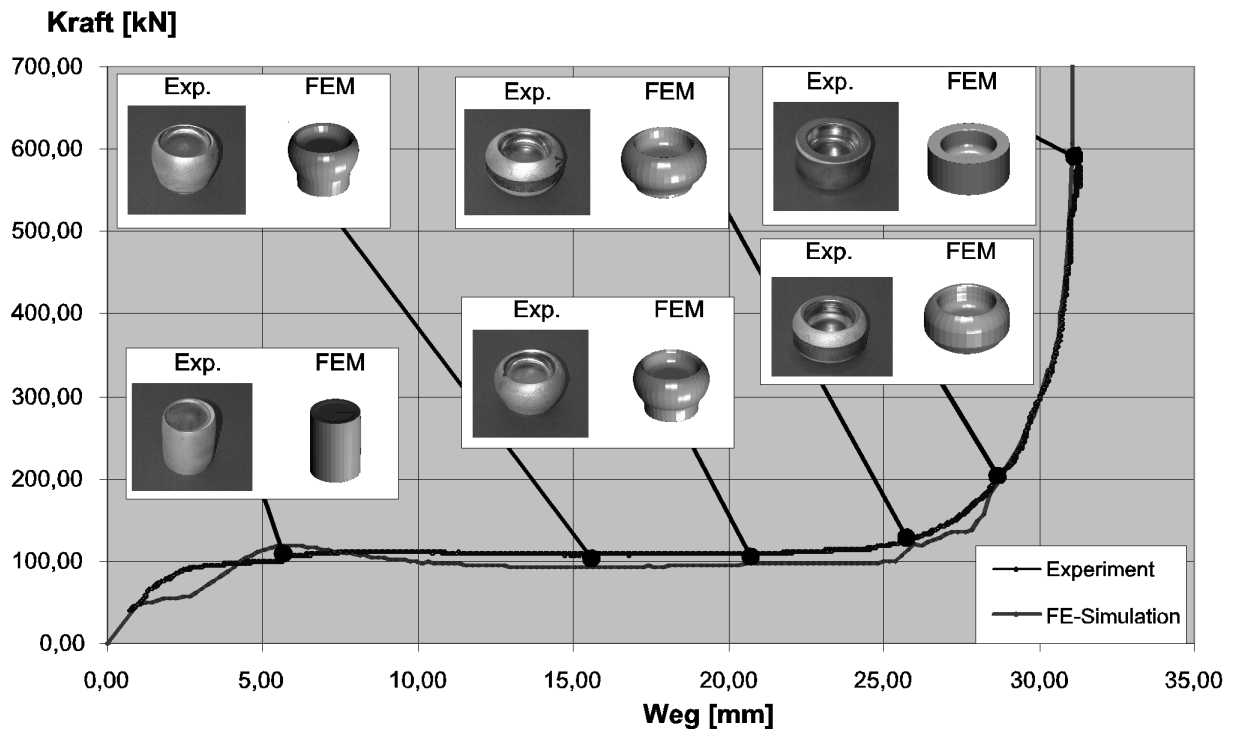 Kraft [kN]
700,00
600,00
500,00
400,00
300,00
200,00
100,00
0,00
Exp. FEM
Exp. FEM
Exp. FEM
Exp. FEM
Exp. FEM
Exp. FEM
Experiment
FE-Simulation
0,00 5,00 10,00 15,00 20,00 25,00 30,00 35,00
Weg [mm]